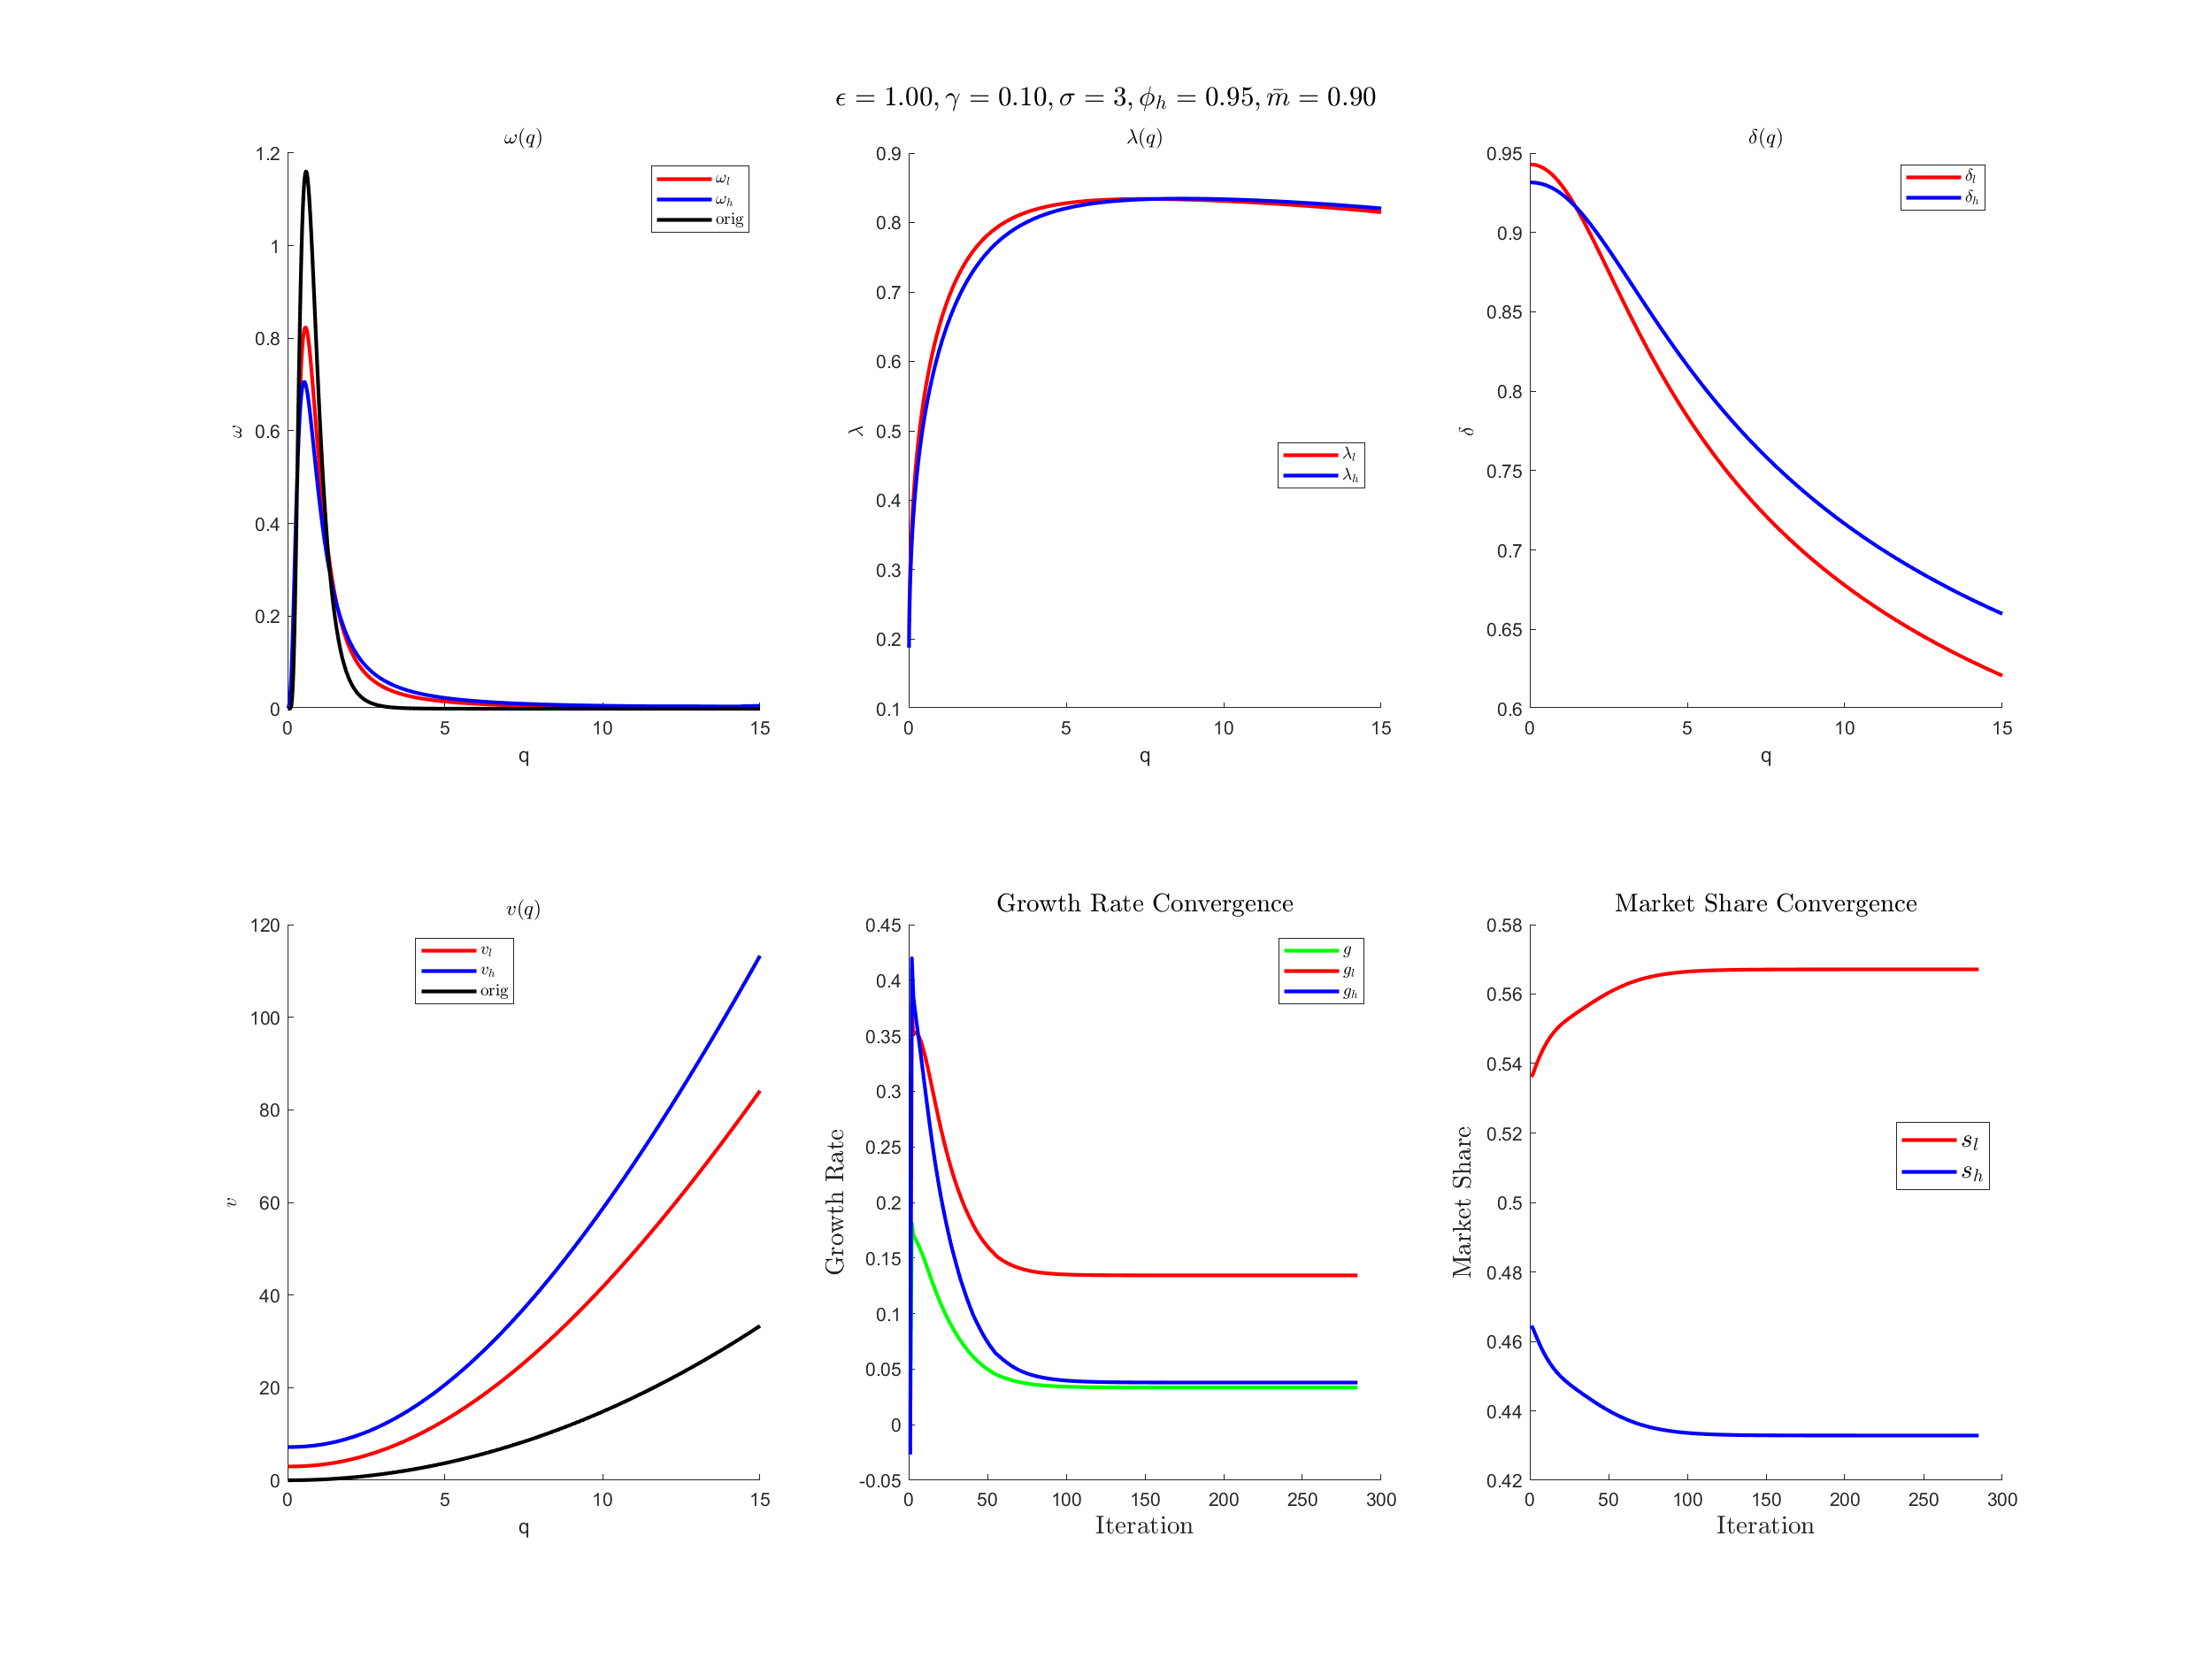 ϵ = 1.00, γ = 0.10, σ = 3, ϕ_h = 0.95, m̄ = 0.90
ω(q)
1.2
1
0.8
0.6
0.4
0.2
0
ω
0 5 10 15
q
ω_l
ω_h
orig
λ(q)
0.9
0.8
0.7
0.6
0.5
0.4
0.3
0.2
0.1
λ
0 5 10 15
q
λ_l
λ_h
δ(q)
0.95
0.9
0.85
0.8
0.75
0.7
0.65
0.6
δ
0 5 10 15
q
δ_l
δ_h
v(q)
120
100
80
60
40
20
0
v
0 5 10 15
q
v_l
v_h
orig
Growth Rate Convergence
0.45
0.4
0.35
0.3
0.25
0.2
0.15
0.1
0.05
0
-0.05
Growth Rate
0 50 100 150 200 250 300
Iteration
g
g_l
g_h
Market Share Convergence
0.58
0.56
0.54
0.52
0.5
0.48
0.46
0.44
0.42
Market Share
0 50 100 150 200 250 300
Iteration
s_l
s_h